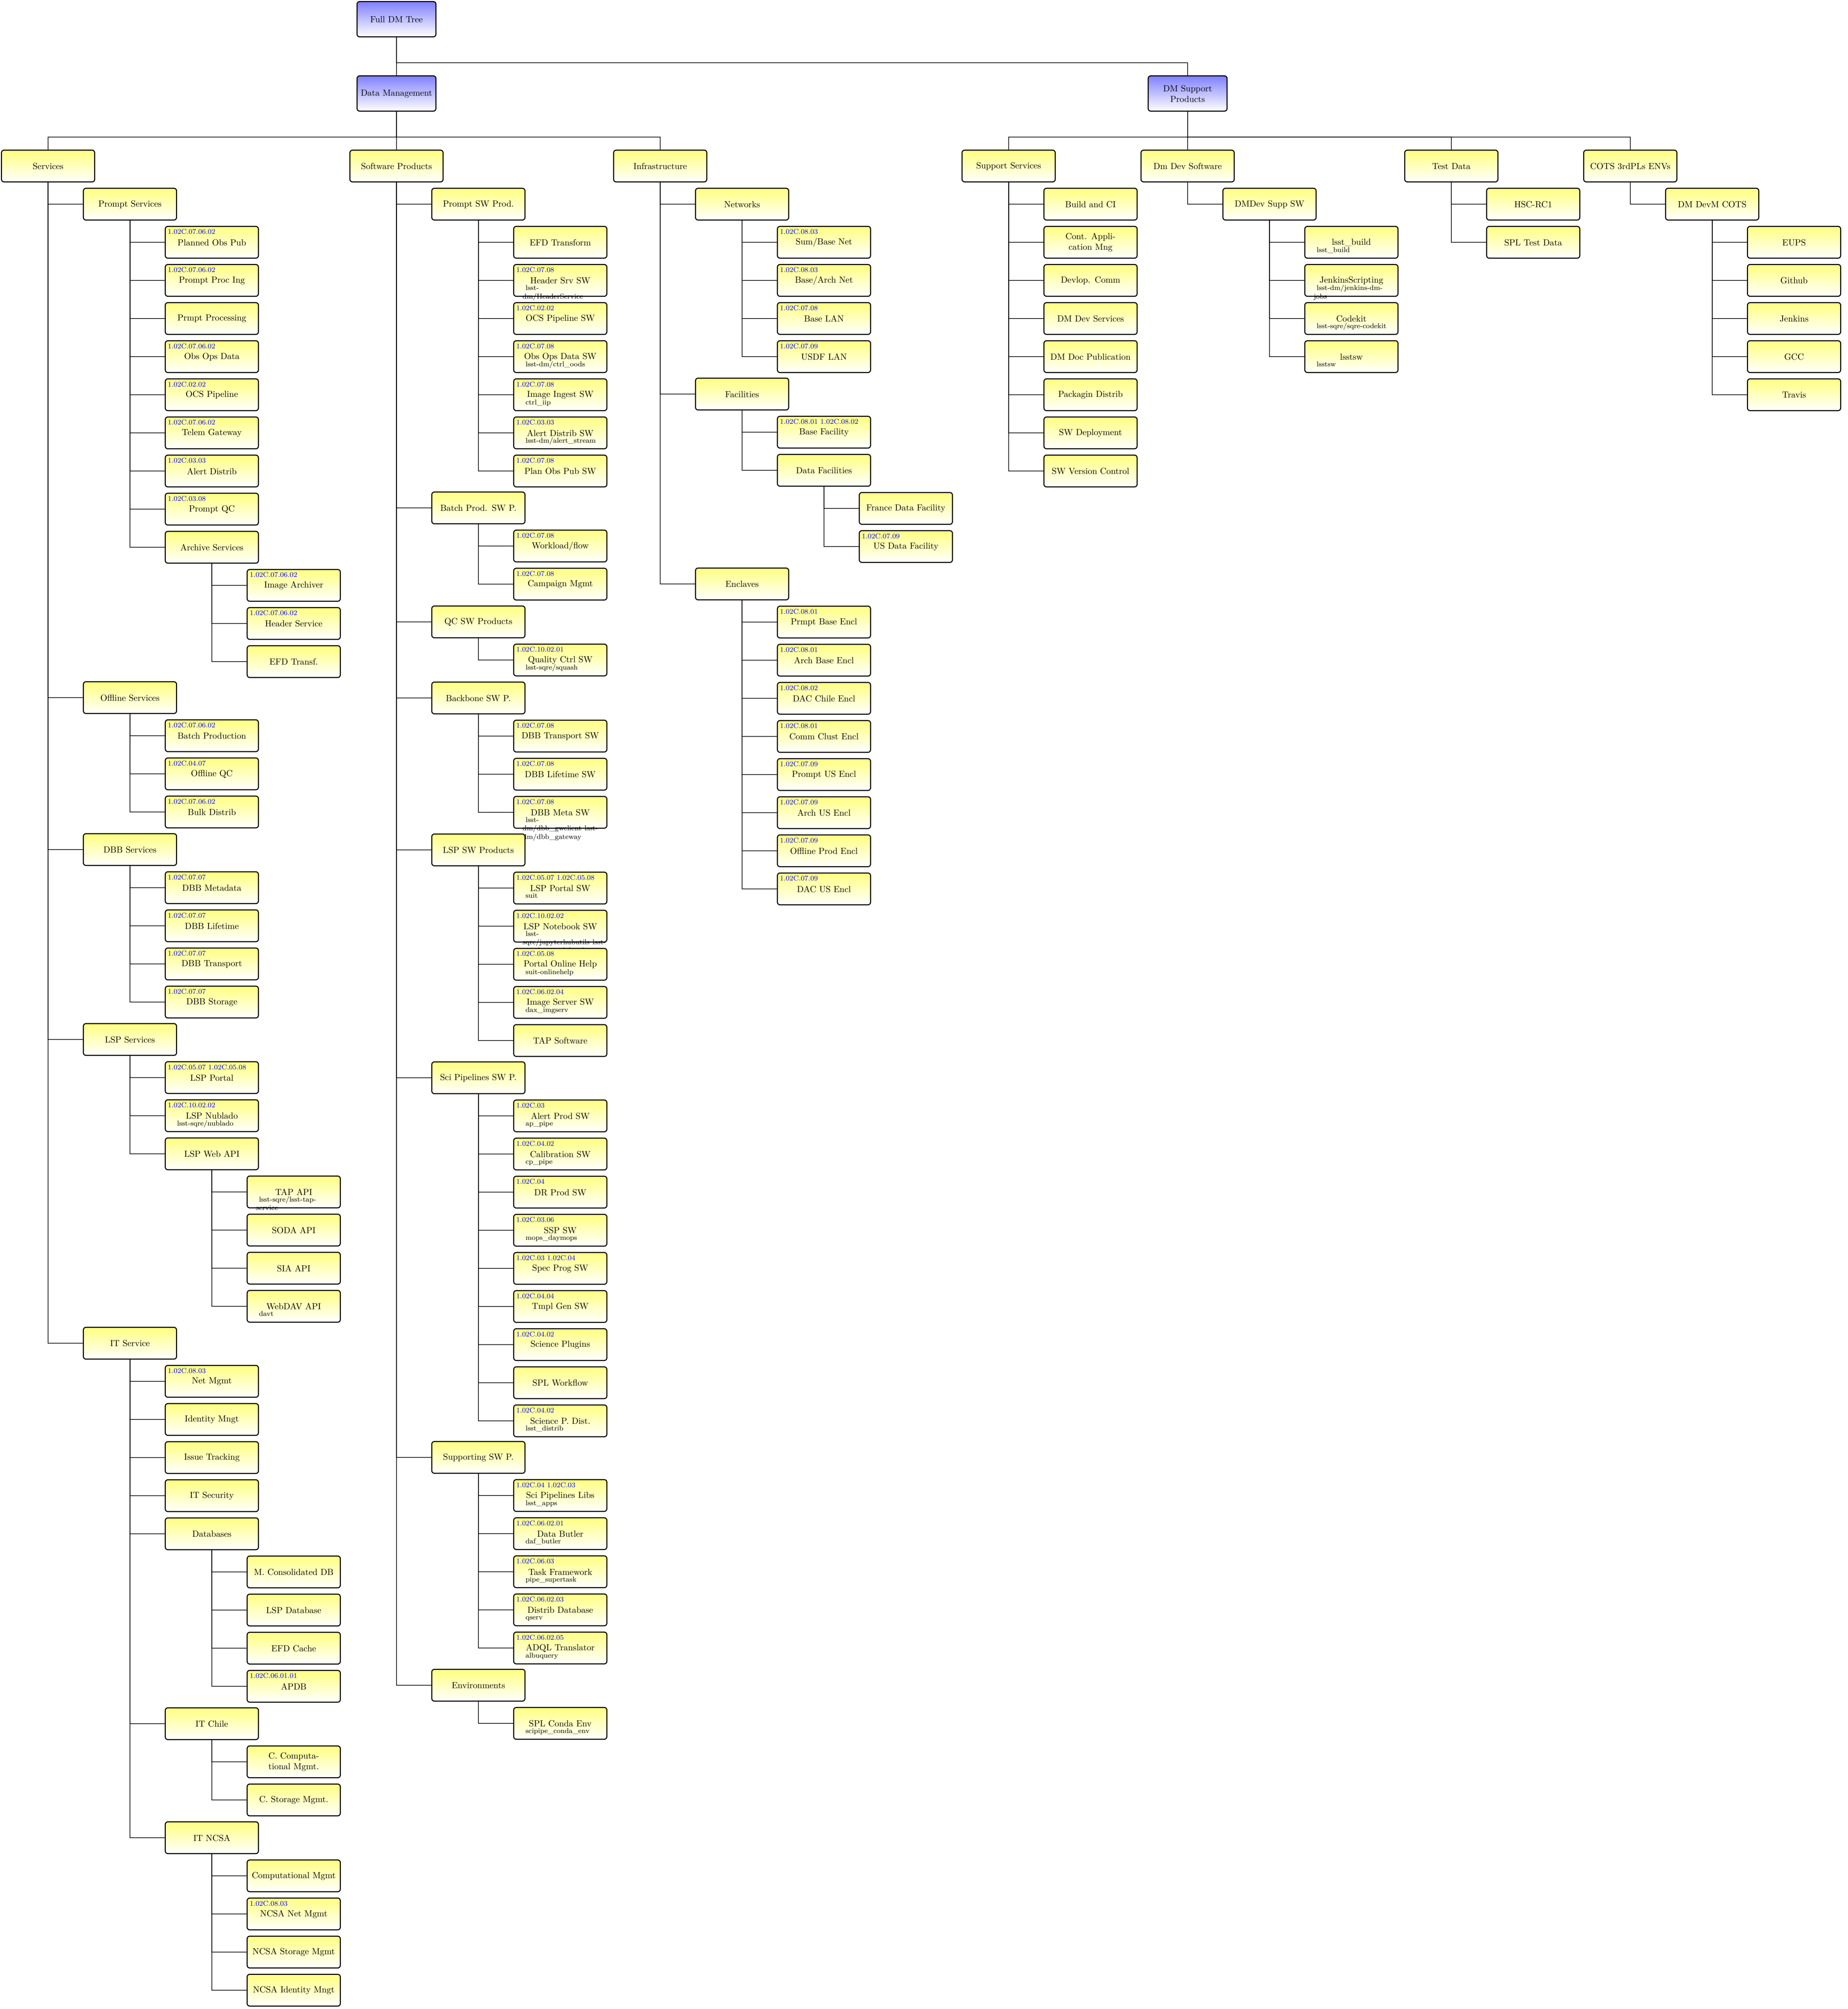 Full DM Tree
Data Management
DM Support
Products
Services
Prompt Services
1.02C.07.06.02
Planned Obs Pub
1.02C.07.06.02
Prompt Proc Ing
Prmpt Processing
1.02C.07.06.02
Obs Ops Data
1.02C.02.02
OCS Pipeline
1.02C.07.06.02
Telem Gateway
1.02C.03.03
Alert Distrib
1.02C.03.08
Prompt QC
Archive Services
1.02C.07.06.02
Image Archiver
1.02C.07.06.02
Header Service
EFD Transf.
Offline Services
1.02C.07.06.02
Batch Production
1.02C.04.07
Offline QC
1.02C.07.06.02
Bulk Distrib
DBB Services
1.02C.07.07
DBB Metadata
1.02C.07.07
DBB Lifetime
1.02C.07.07
DBB Transport
1.02C.07.07
DBB Storage
LSP Services
1.02C.05.07 1.02C.05.08
LSP Portal
1.02C.10.02.02
LSP Nublado
lsst-sqre/nublado
LSP Web API
TAP API
lsst-sqre/lsst-tap-
service
SODA API
SIA API
WebDAV API
davt
IT Service
1.02C.08.03
Net Mgmt
Identity Mngt
Issue Tracking
IT Security
Databases
M. Consolidated DB
LSP Database
EFD Cache
1.02C.06.01.01
APDB
IT Chile
C. Computa-
tional Mgmt.
C. Storage Mgmt.
IT NCSA
Computational Mgmt
1.02C.08.03
NCSA Net Mgmt
NCSA Storage Mgmt
NCSA Identity Mngt
Software Products
Prompt SW Prod.
EFD Transform
1.02C.07.08
Header Srv SW
lsst-
dm/HeaderService
1.02C.02.02
OCS Pipeline SW
1.02C.07.08
Obs Ops Data SW
lsst-dm/ctrl_oods
1.02C.07.08
Image Ingest SW
ctrl_iip
1.02C.03.03
Alert Distrib SW
lsst-dm/alert_stream
1.02C.07.08
Plan Obs Pub SW
Batch Prod. SW P.
1.02C.07.08
Workload/flow
1.02C.07.08
Campaign Mgmt
QC SW Products
1.02C.10.02.01
Quality Ctrl SW
lsst-sqre/squash
Backbone SW P.
1.02C.07.08
DBB Transport SW
1.02C.07.08
DBB Lifetime SW
1.02C.07.08
DBB Meta SW
lsst-
dm/dbb_gwclient lsst-
dm/dbb_gateway
LSP SW Products
1.02C.05.07 1.02C.05.08
LSP Portal SW
suit
1.02C.10.02.02
LSP Notebook SW
lsst-
sqre/jupyterhubutils lsst-
1.02C.05.08
Portal Online Help
suit-onlinehelp
1.02C.06.02.04
Image Server SW
dax_imgserv
TAP Software
Sci Pipelines SW P.
1.02C.03
Alert Prod SW
ap_pipe
1.02C.04.02
Calibration SW
cp_pipe
1.02C.04
DR Prod SW
1.02C.03.06
SSP SW
mops_daymops
1.02C.03 1.02C.04
Spec Prog SW
1.02C.04.04
Tmpl Gen SW
1.02C.04.02
Science Plugins
SPL Workflow
1.02C.04.02
Science P. Dist.
lsst_distrib
Supporting SW P.
1.02C.04 1.02C.03
Sci Pipelines Libs
lsst_apps
1.02C.06.02.01
Data Butler
daf_butler
1.02C.06.03
Task Framework
pipe_supertask
1.02C.06.02.03
Distrib Database
qserv
1.02C.06.02.05
ADQL Translator
albuquery
Environments
SPL Conda Env
scipipe_conda_env
Infrastructure
Networks
1.02C.08.03
Sum/Base Net
1.02C.08.03
Base/Arch Net
1.02C.07.08
Base LAN
1.02C.07.09
USDF LAN
Facilities
1.02C.08.01 1.02C.08.02
Base Facility
Data Facilities
France Data Facility
1.02C.07.09
US Data Facility
Enclaves
1.02C.08.01
Prmpt Base Encl
1.02C.08.01
Arch Base Encl
1.02C.08.02
DAC Chile Encl
1.02C.08.01
Comm Clust Encl
1.02C.07.09
Prompt US Encl
1.02C.07.09
Arch US Encl
1.02C.07.09
Offline Prod Encl
1.02C.07.09
DAC US Encl
Support Services
Build and CI
Cont. Appli-
cation Mng
Devlop. Comm
DM Dev Services
DM Doc Publication
Packagin Distrib
SW Deployment
SW Version Control
Dm Dev Software
DMDev Supp SW
lsst_build
lsst_build
JenkinsScripting
lsst-dm/jenkins-dm-
jobs
Codekit
lsst-sqre/sqre-codekit
lsstsw
lsstsw
Test Data
HSC-RC1
SPL Test Data
COTS 3rdPLs ENVs
DM DevM COTS
EUPS
Github
Jenkins
GCC
Travis